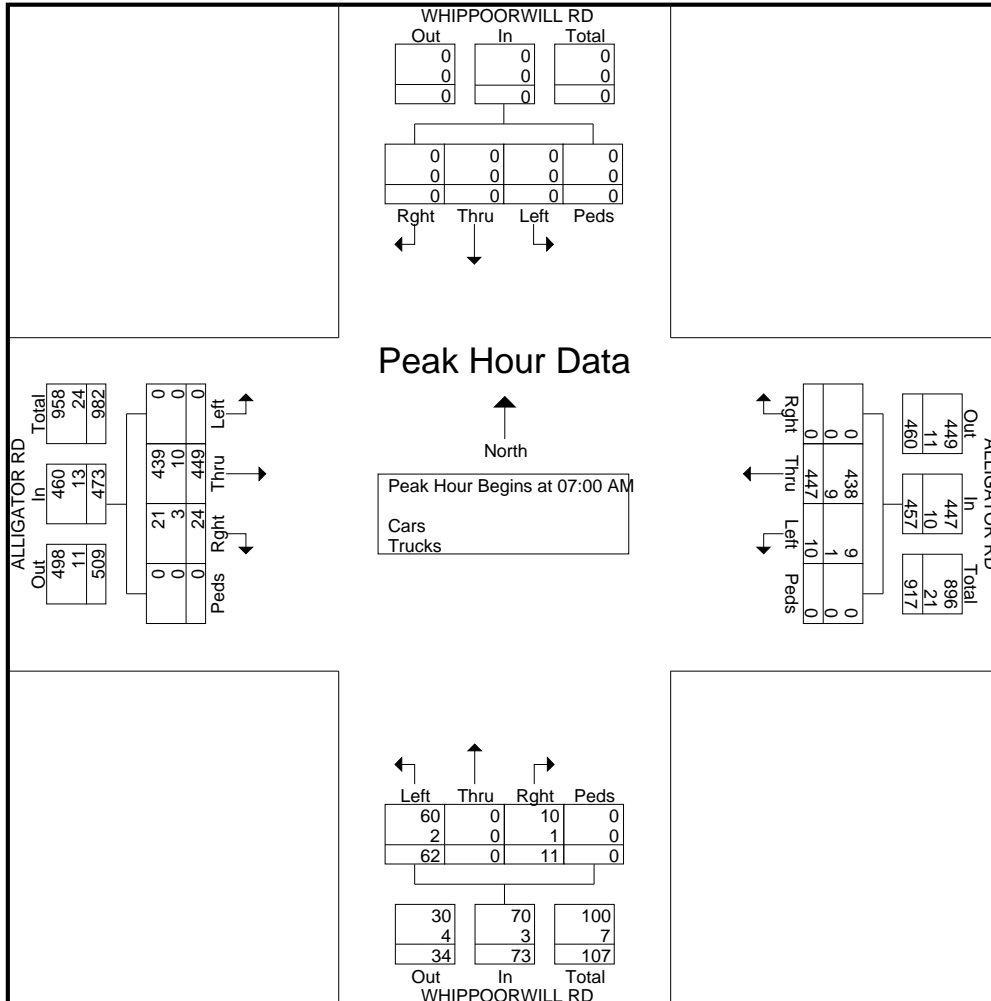 WHIPPOORWILL RD
Out In Total
0 0 0
0 0 0
0 0 0
0 0 0 0
0 0 0 0
0 0 0 0
Rght Thru Left Peds
Peak Hour Data
North
Peak Hour Begins at 07:00 AM
Cars
Trucks
ALLIGATOR RD
Total In Out
958 460 498
24 13 11
982 473 509
Left Thru Rght Peds
0 439 21 0
0 10 3 0
0 449 24 0
Rght Thru Left Peds
0 438 9 0
0 9 1 0
0 447 10 0
ALLIGATOR RD
Out In Total
449 447 896
11 10 21
460 457 917
Left Thru Rght Peds
60 0 10 0
2 0 1 0
62 0 11 0
30 70 100
4 3 7
34 73 107
Out In Total
WHIPPOORWILL RD